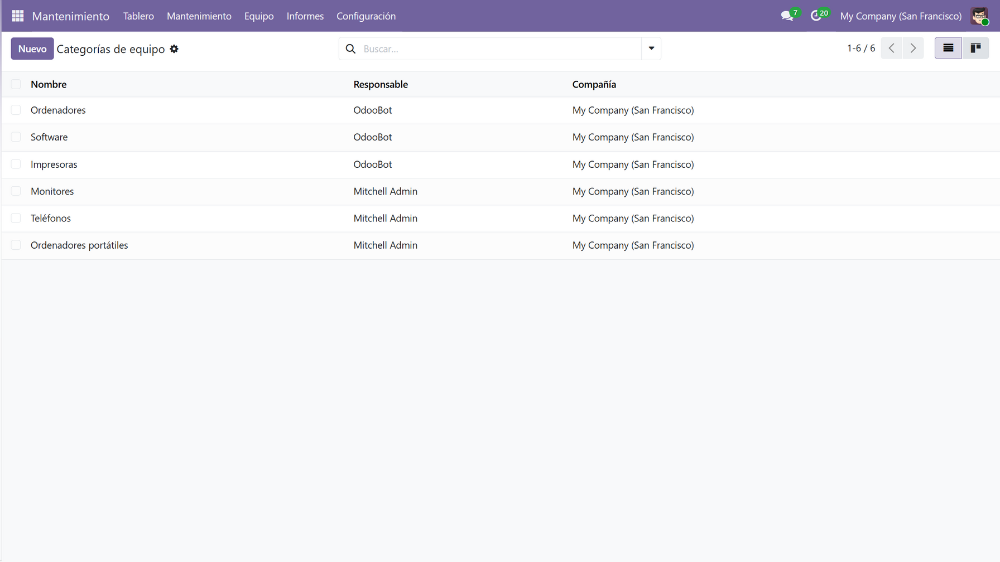 Mantenimiento Tablero Mantenimiento Equipo Informes Configuración 7 20 My Company (San Francisco)
Nuevo Categorías de equipo Buscar... 1-6 / 6
Nombre Responsable Compañía
Ordenadores OdooBot My Company (San Francisco)
Software OdooBot My Company (San Francisco)
Impresoras OdooBot My Company (San Francisco)
Monitores Mitchell Admin My Company (San Francisco)
Teléfonos Mitchell Admin My Company (San Francisco)
Ordenadores portátiles Mitchell Admin My Company (San Francisco)